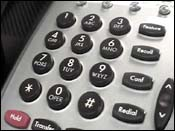 1 ABC 2 DEF 3 Feature
GHI 4 JKL 5 MNO 6 Recall
PQRS 7 TUV 8 WXYZ 9 Conf
* OPER 0 # Redial
Hold Transfer